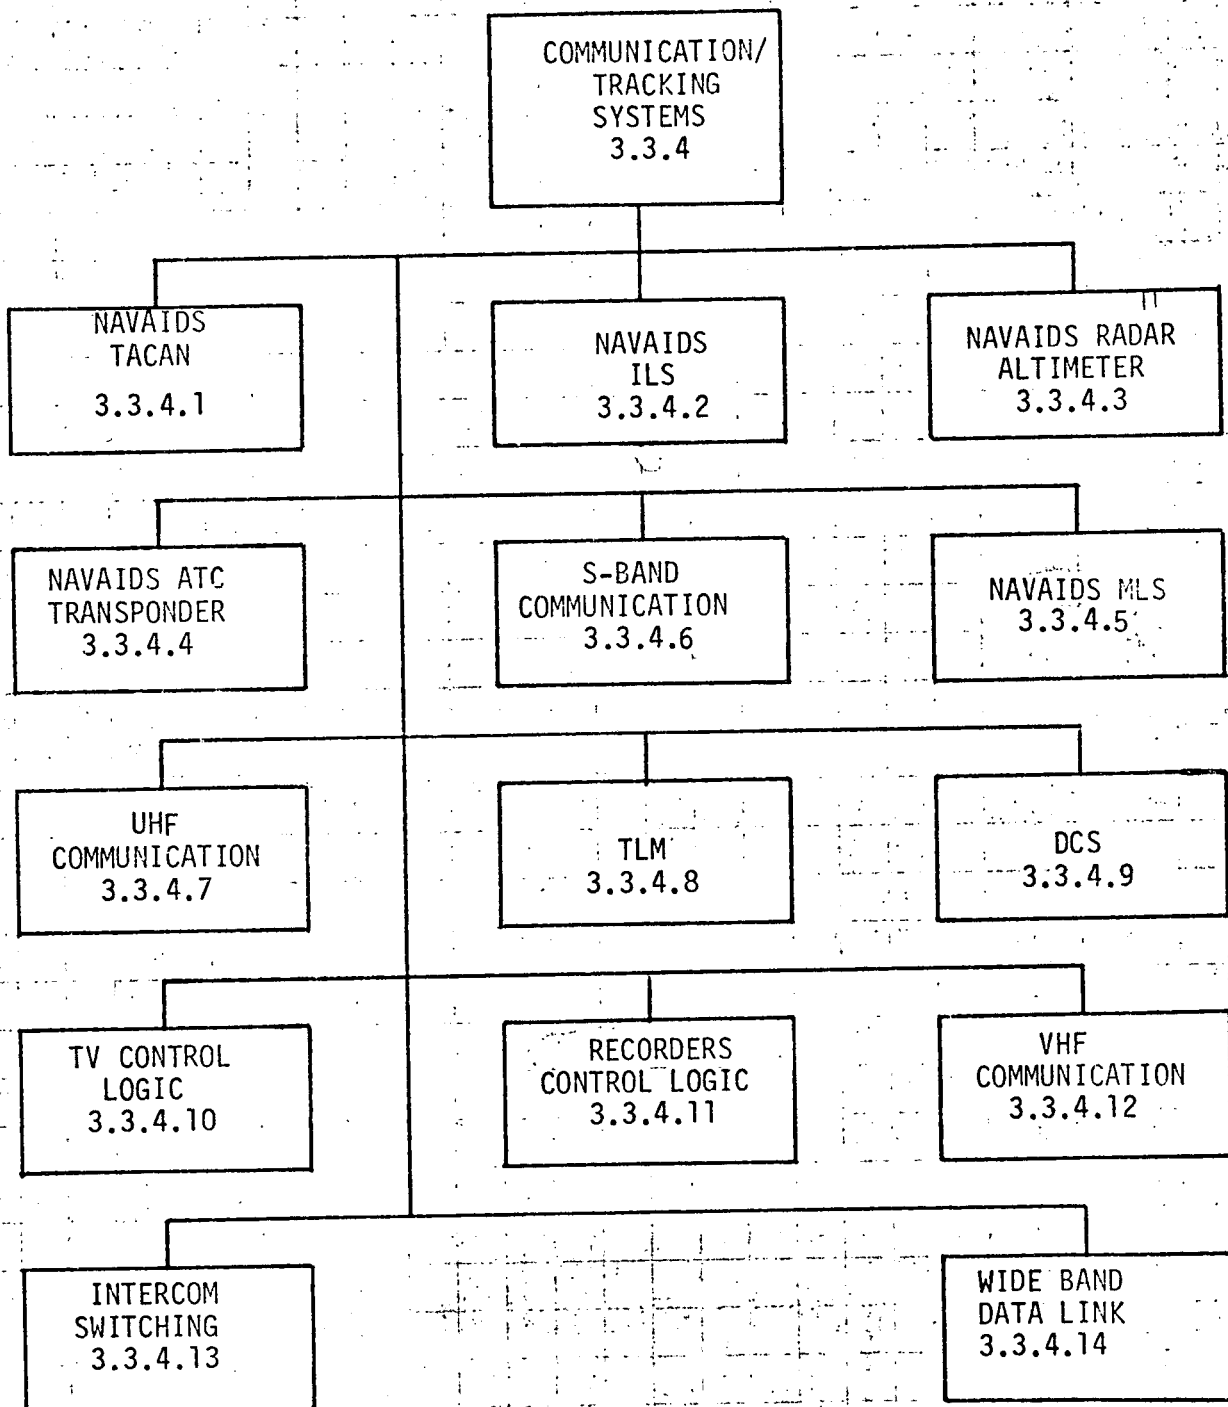 COMMUNICATION/
TRACKING
SYSTEMS
3.3.4
NAVAIDS
TACAN
3.3.4.1
NAVAIDS
ILS
3.3.4.2
NAVAIDS RADAR
ALTIMETER
3.3.4.3
NAVAIDS ATC
TRANSPONDER
3.3.4.4
S-BAND
COMMUNICATION
3.3.4.6
NAVAIDS MLS
3.3.4.5
UHF
COMMUNICATION
3.3.4.7
TLM
3.3.4.8
DCS
3.3.4.9
TV CONTROL
LOGIC
3.3.4.10
RECORDERS
CONTROL LOGIC
3.3.4.11
VHF
COMMUNICATION
3.3.4.12
INTERCOM
SWITCHING
3.3.4.13
WIDE BAND
DATA LINK
3.3.4.14